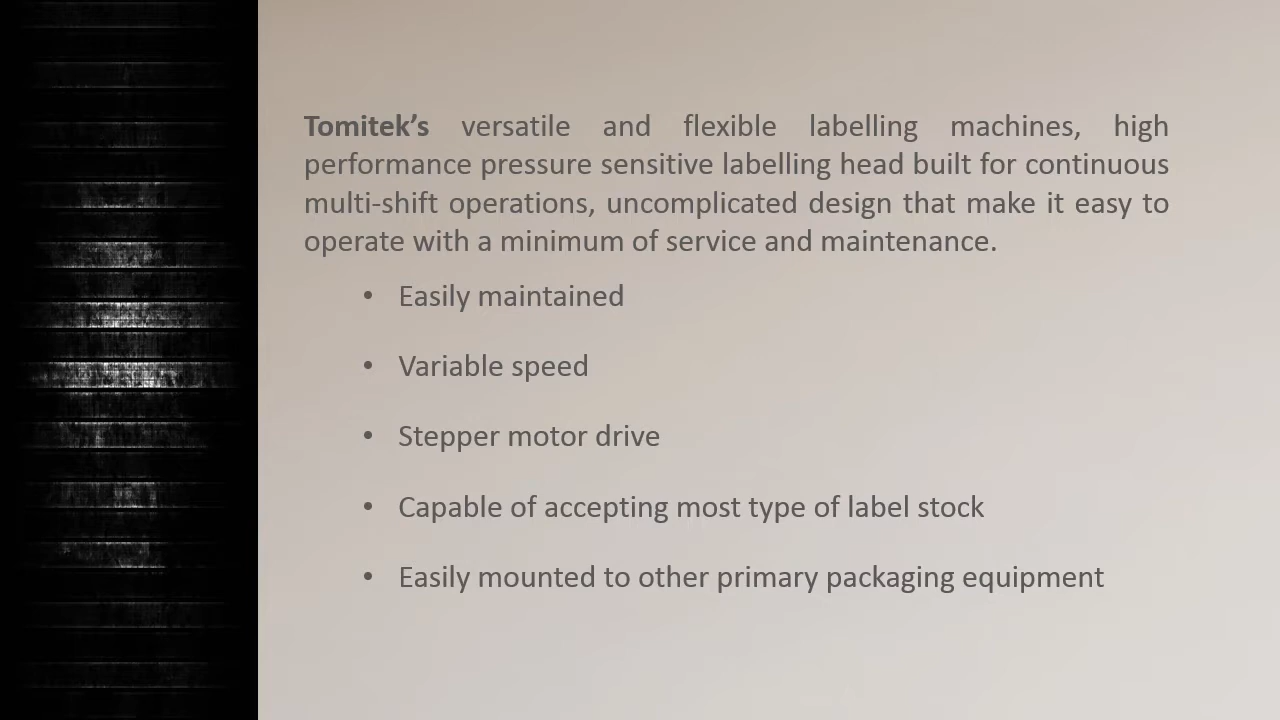 Tomitek’s versatile and flexible labelling machines, high
performance pressure sensitive labelling head built for continuous
multi-shift operations, uncomplicated design that make it easy to
operate with a minimum of service and maintenance.
• Easily maintained
• Variable speed
• Stepper motor drive
• Capable of accepting most type of label stock
• Easily mounted to other primary packaging equipment